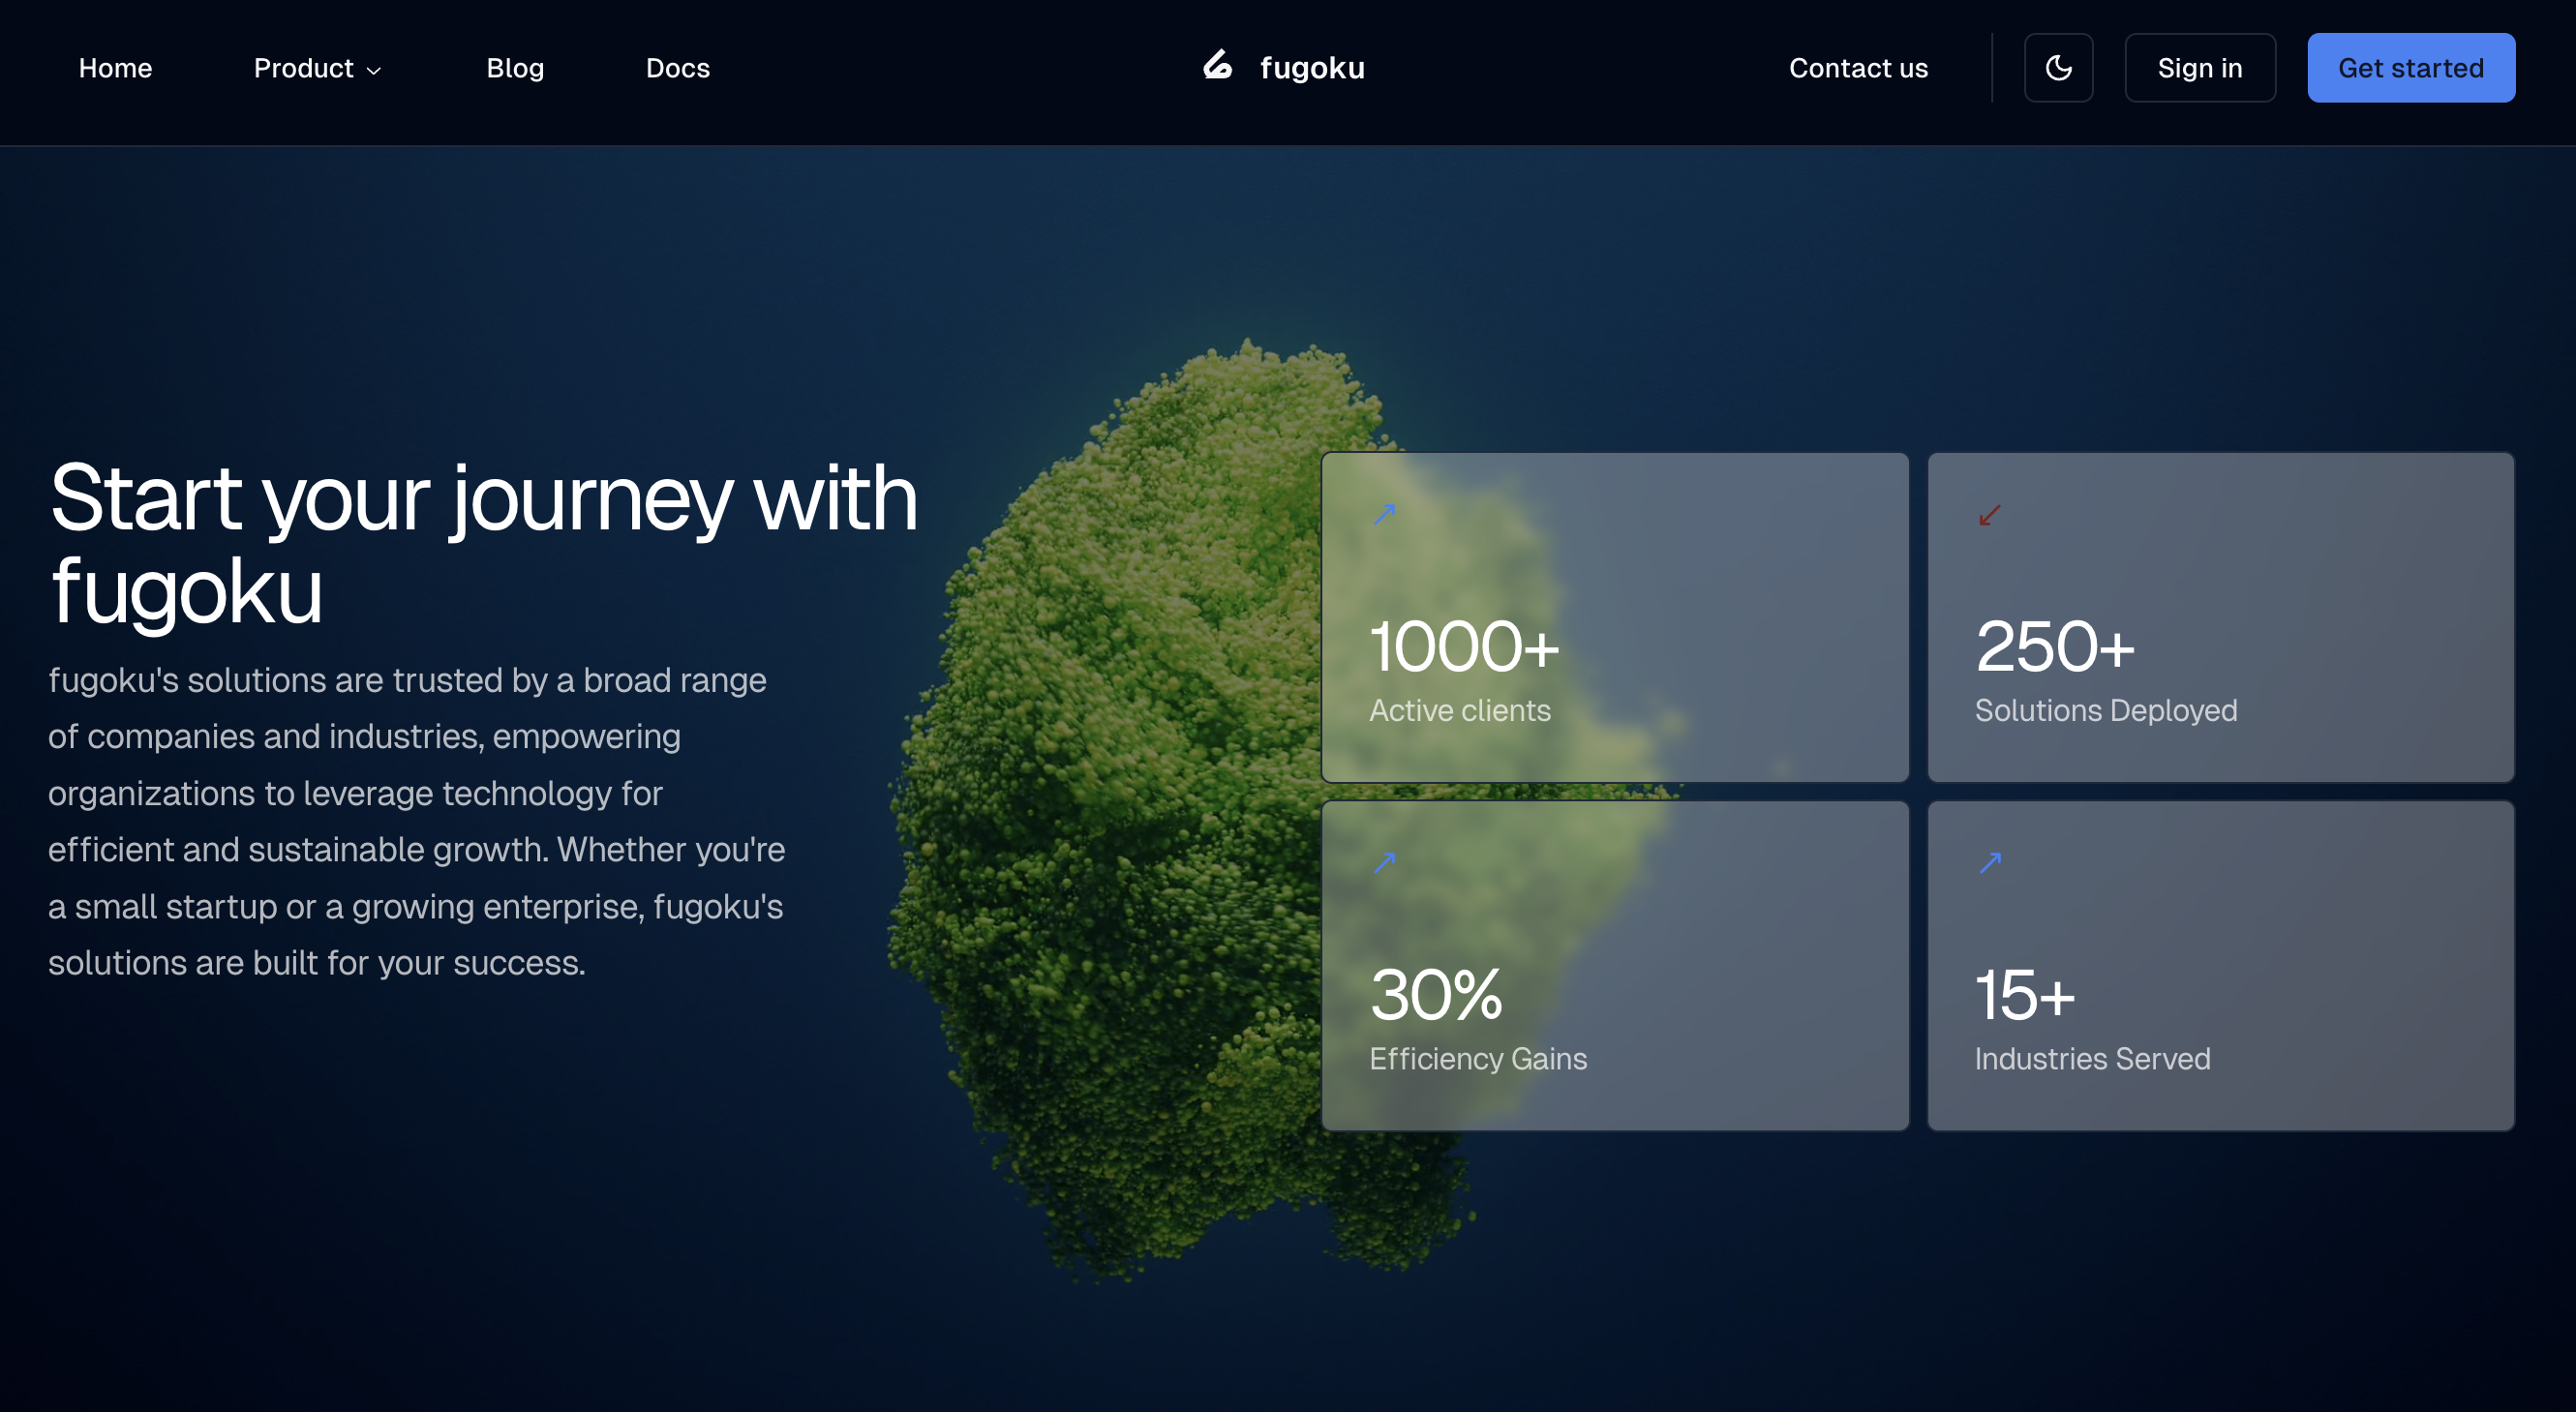 Home
Product
Blog
Docs
fugoku
Contact us
Sign in
Get started
Start your journey with
fugoku
fugoku's solutions are trusted by a broad range
of companies and industries, empowering
organizations to leverage technology for
efficient and sustainable growth. Whether you're
a small startup or a growing enterprise, fugoku's
solutions are built for your success.
1000+
Active clients
250+
Solutions Deployed
30%
Efficiency Gains
15+
Industries Served